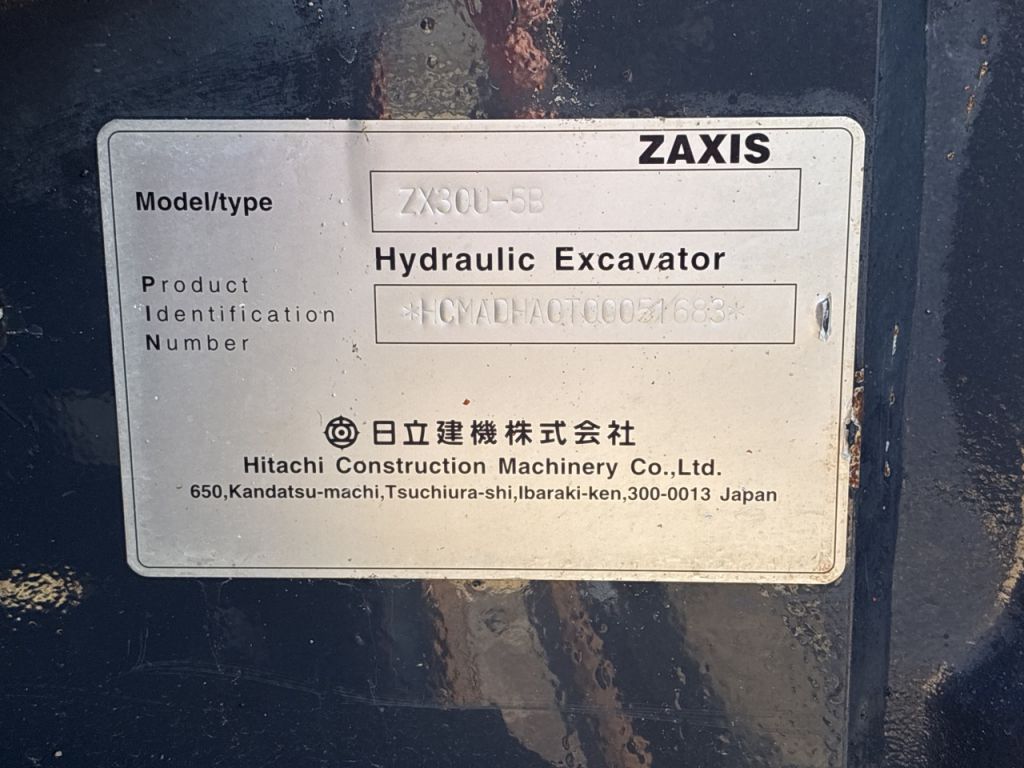 ZAXIS
Model/type ZX30U-5B
Hydraulic Excavator
Product
Identification *HCMADHAQT00051683*
Number
日立建機株式会社
Hitachi Construction Machinery Co.,Ltd.
650,Kandatsu-machi,Tsuchiura-shi,Ibaraki-ken,300-0013 Japan